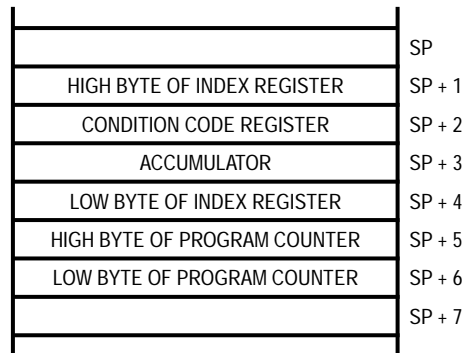 SP
HIGH BYTE OF INDEX REGISTER SP + 1
CONDITION CODE REGISTER SP + 2
ACCUMULATOR SP + 3
LOW BYTE OF INDEX REGISTER SP + 4
HIGH BYTE OF PROGRAM COUNTER SP + 5
LOW BYTE OF PROGRAM COUNTER SP + 6
SP + 7